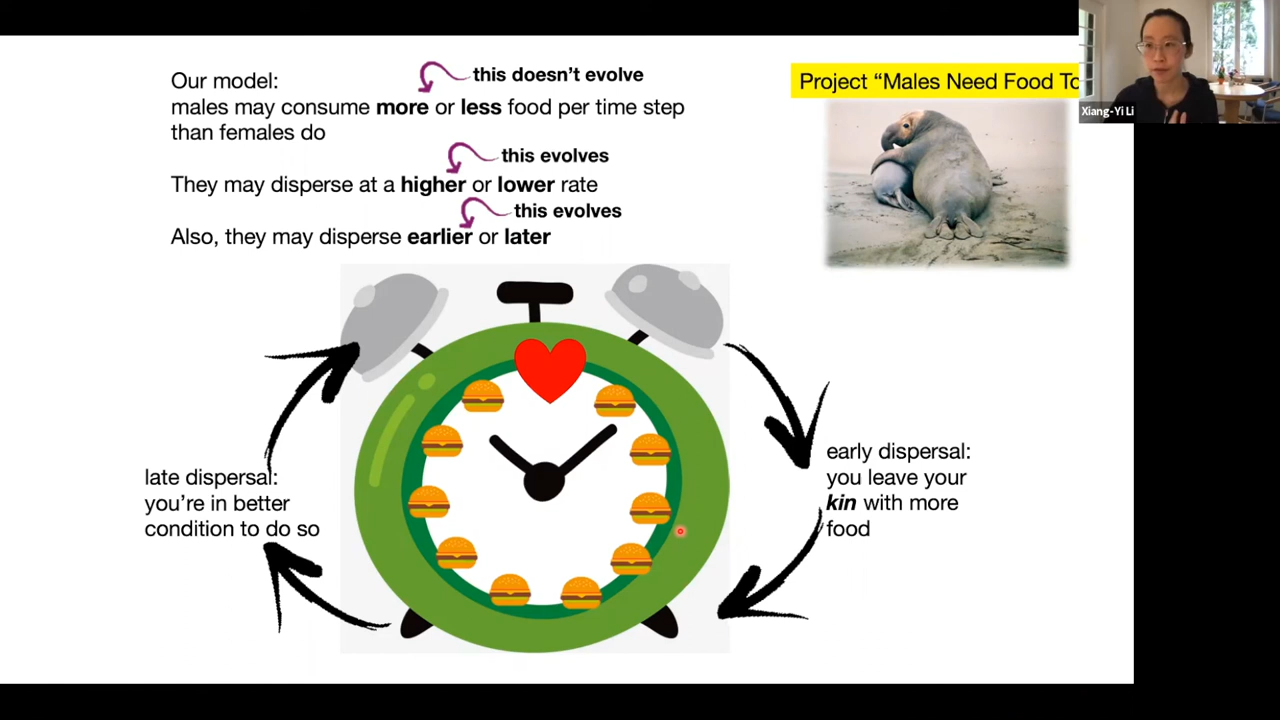 Our model:
this doesn't evolve
males may consume more or less food per time step
than females do
this evolves
They may disperse at a higher or lower rate
this evolves
Also, they may disperse earlier or later
Project “Males Need Food To
Xiang-Yi Li
late dispersal:
you're in better
condition to do so
early dispersal:
you leave your
kin with more
food